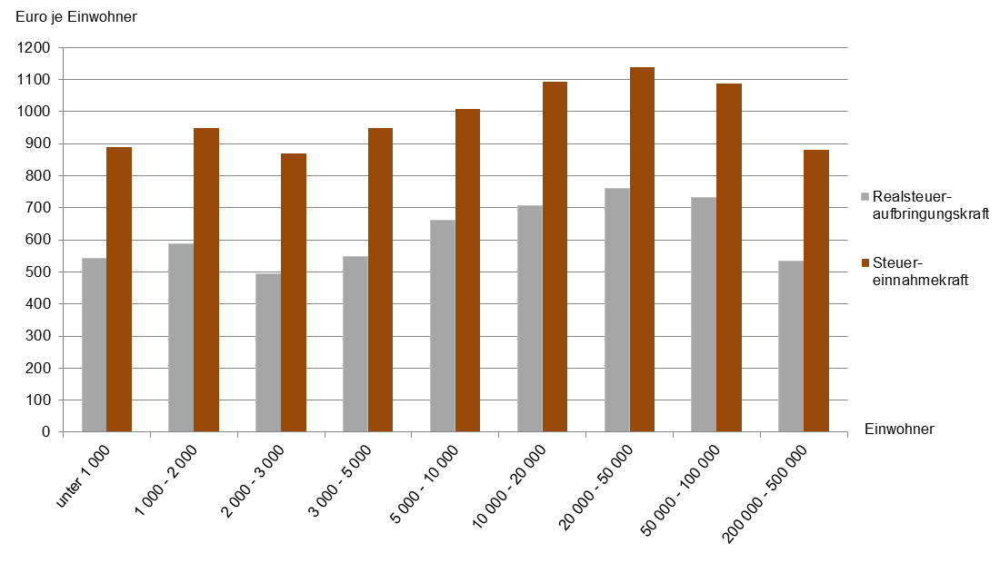 Euro je Einwohner
1200
1100
1000
900
800
700
600
500
400
300
200
100
0
Realsteuer-
aufbringungskraft
Steuer-
einnahmekraft
Einwohner
unter 1 000
1 000 - 2 000
2 000 - 3 000
3 000 - 5 000
5 000 - 10 000
10 000 - 20 000
20 000 - 50 000
50 000 - 100 000
200 000 - 500 000